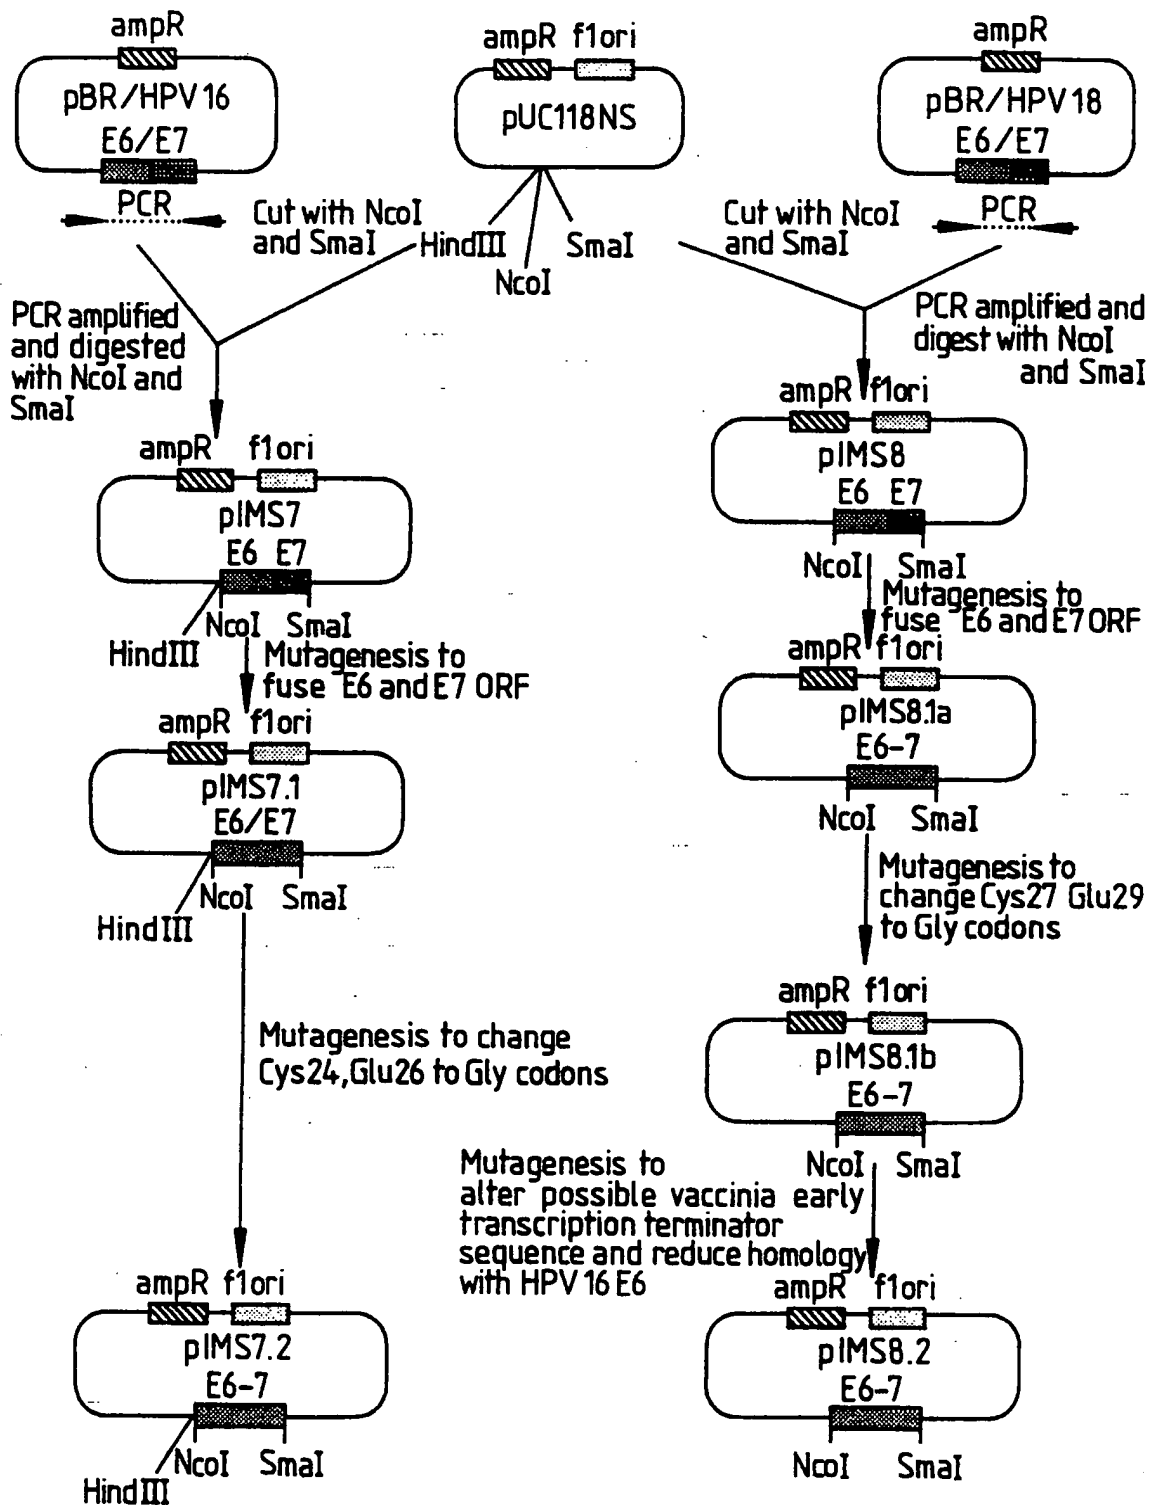 ampR
pBR/HPV16
E6/E7
PCR
ampR f1ori
pUC118NS
HindIII
NcoI
SmaI
ampR
pBR/HPV18
E6/E7
PCR
Cut with NcoI
and SmaI
Cut with NcoI
and SmaI
PCR amplified
and digested
with NcoI and
SmaI
PCR amplified and
digest with NcoI
and SmaI
ampR f1ori
pIMS7
E6 E7
NcoI SmaI
HindIII
Mutagenesis to
fuse E6 and E7 ORF
ampR f1ori
pIMS7.1
E6/E7
NcoI SmaI
HindIII
Mutagenesis to change
Cys24,Glu26 to Gly codons
ampR f1ori
pIMS7.2
E6-7
NcoI SmaI
HindIII
ampR f1ori
pIMS8
E6 E7
NcoI SmaI
Mutagenesis to
fuse E6 and E7 ORF
ampR f1ori
pIMS8.1a
E6-7
NcoI SmaI
Mutagenesis to
change Cys27 Glu29
to Gly codons
ampR f1ori
pIMS8.1b
E6-7
NcoI SmaI
Mutagenesis to
alter possible vaccinia early
transcription terminator
sequence and reduce homology
with HPV 16 E6
ampR f1ori
pIMS8.2
E6-7
NcoI SmaI